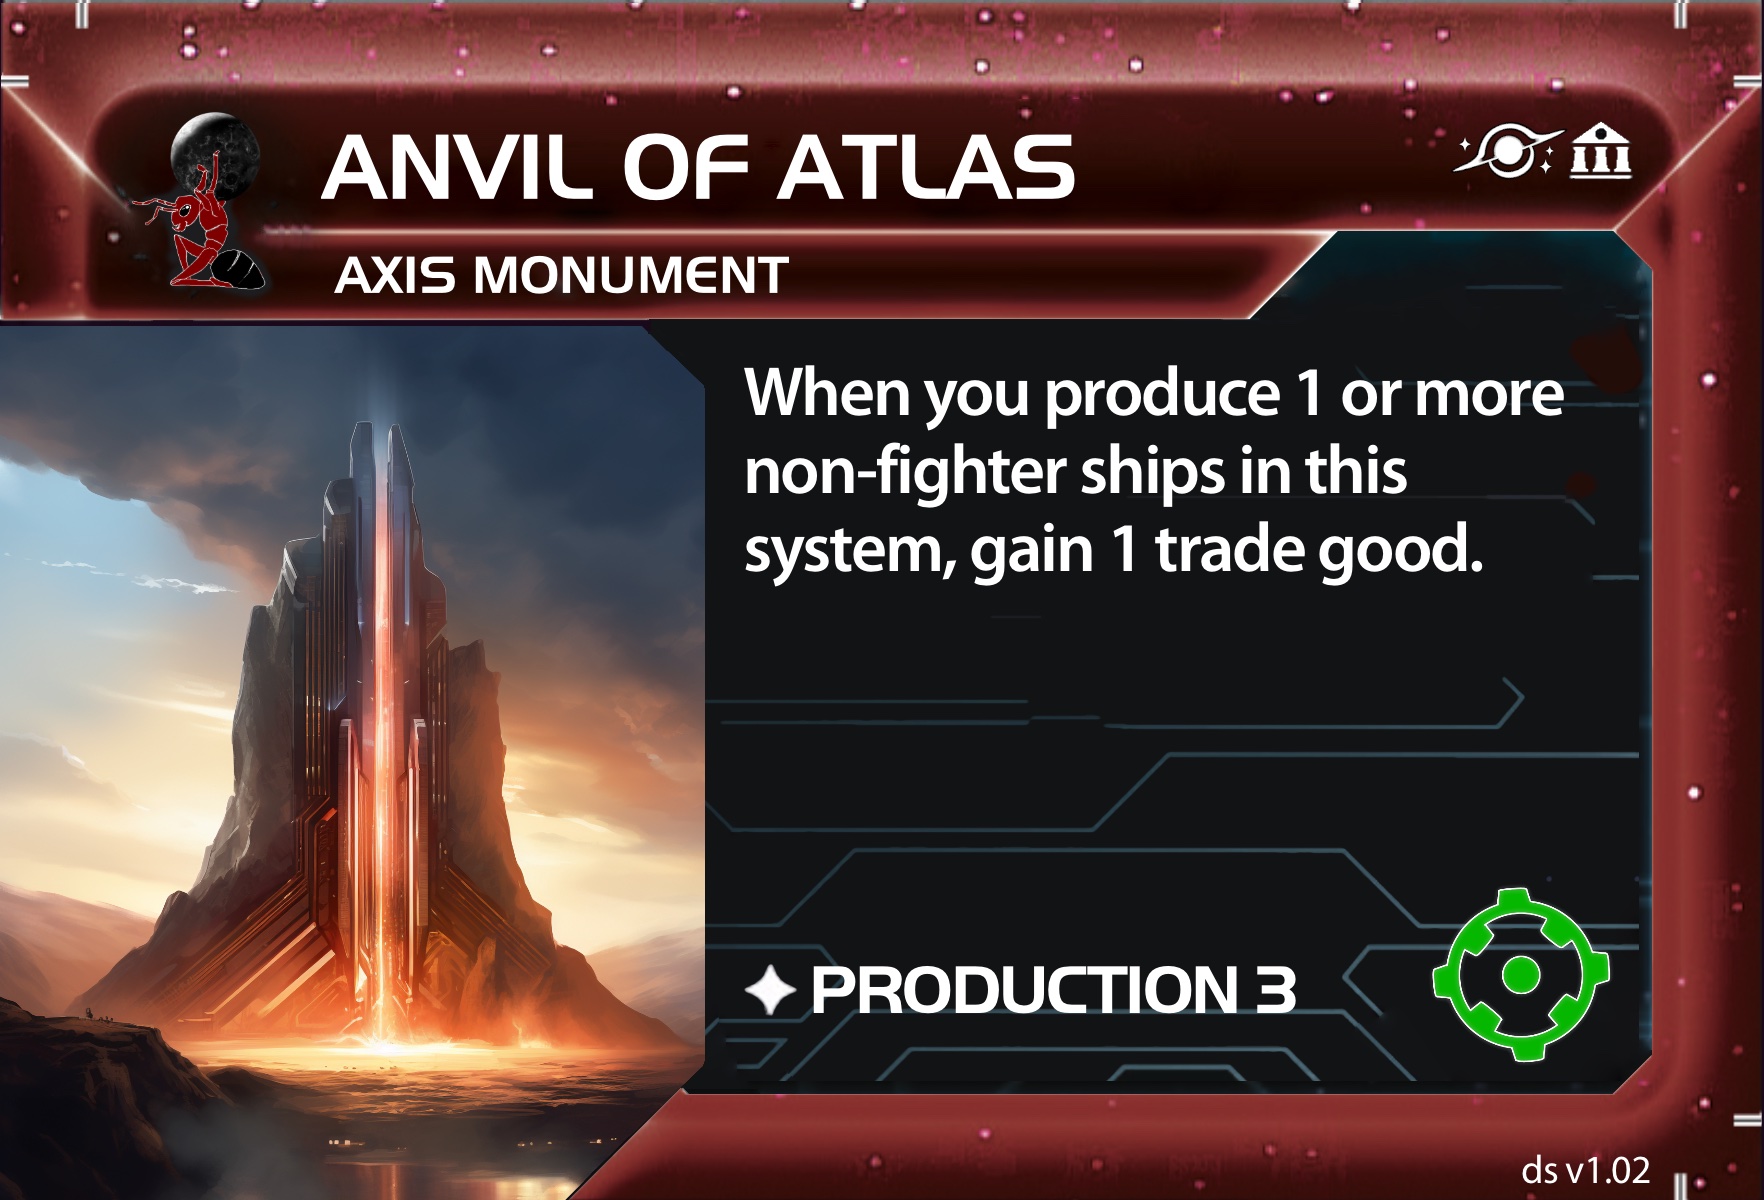 ANVIL OF ATLAS
AXIS MONUMENT
When you produce 1 or more
non-fighter ships in this
system, gain 1 trade good.
PRODUCTION 3
ds v1.02